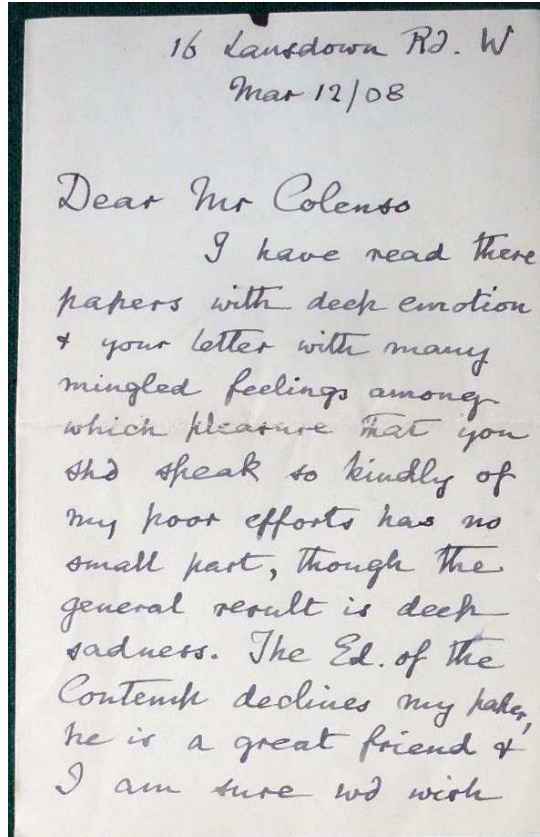 16 Lansdown Rd. W
Mar 12/08
Dear Mr Colenso
I have read these
papers with deep emotion
& your letter with many
mingled feelings among
which pleasure that you
shd speak so kindly of
my poor efforts has no
small part, though the
general result is deep
sadness. The Ed. of the
Contemp declines my paper,
he is a great friend &
I am sure wd wish